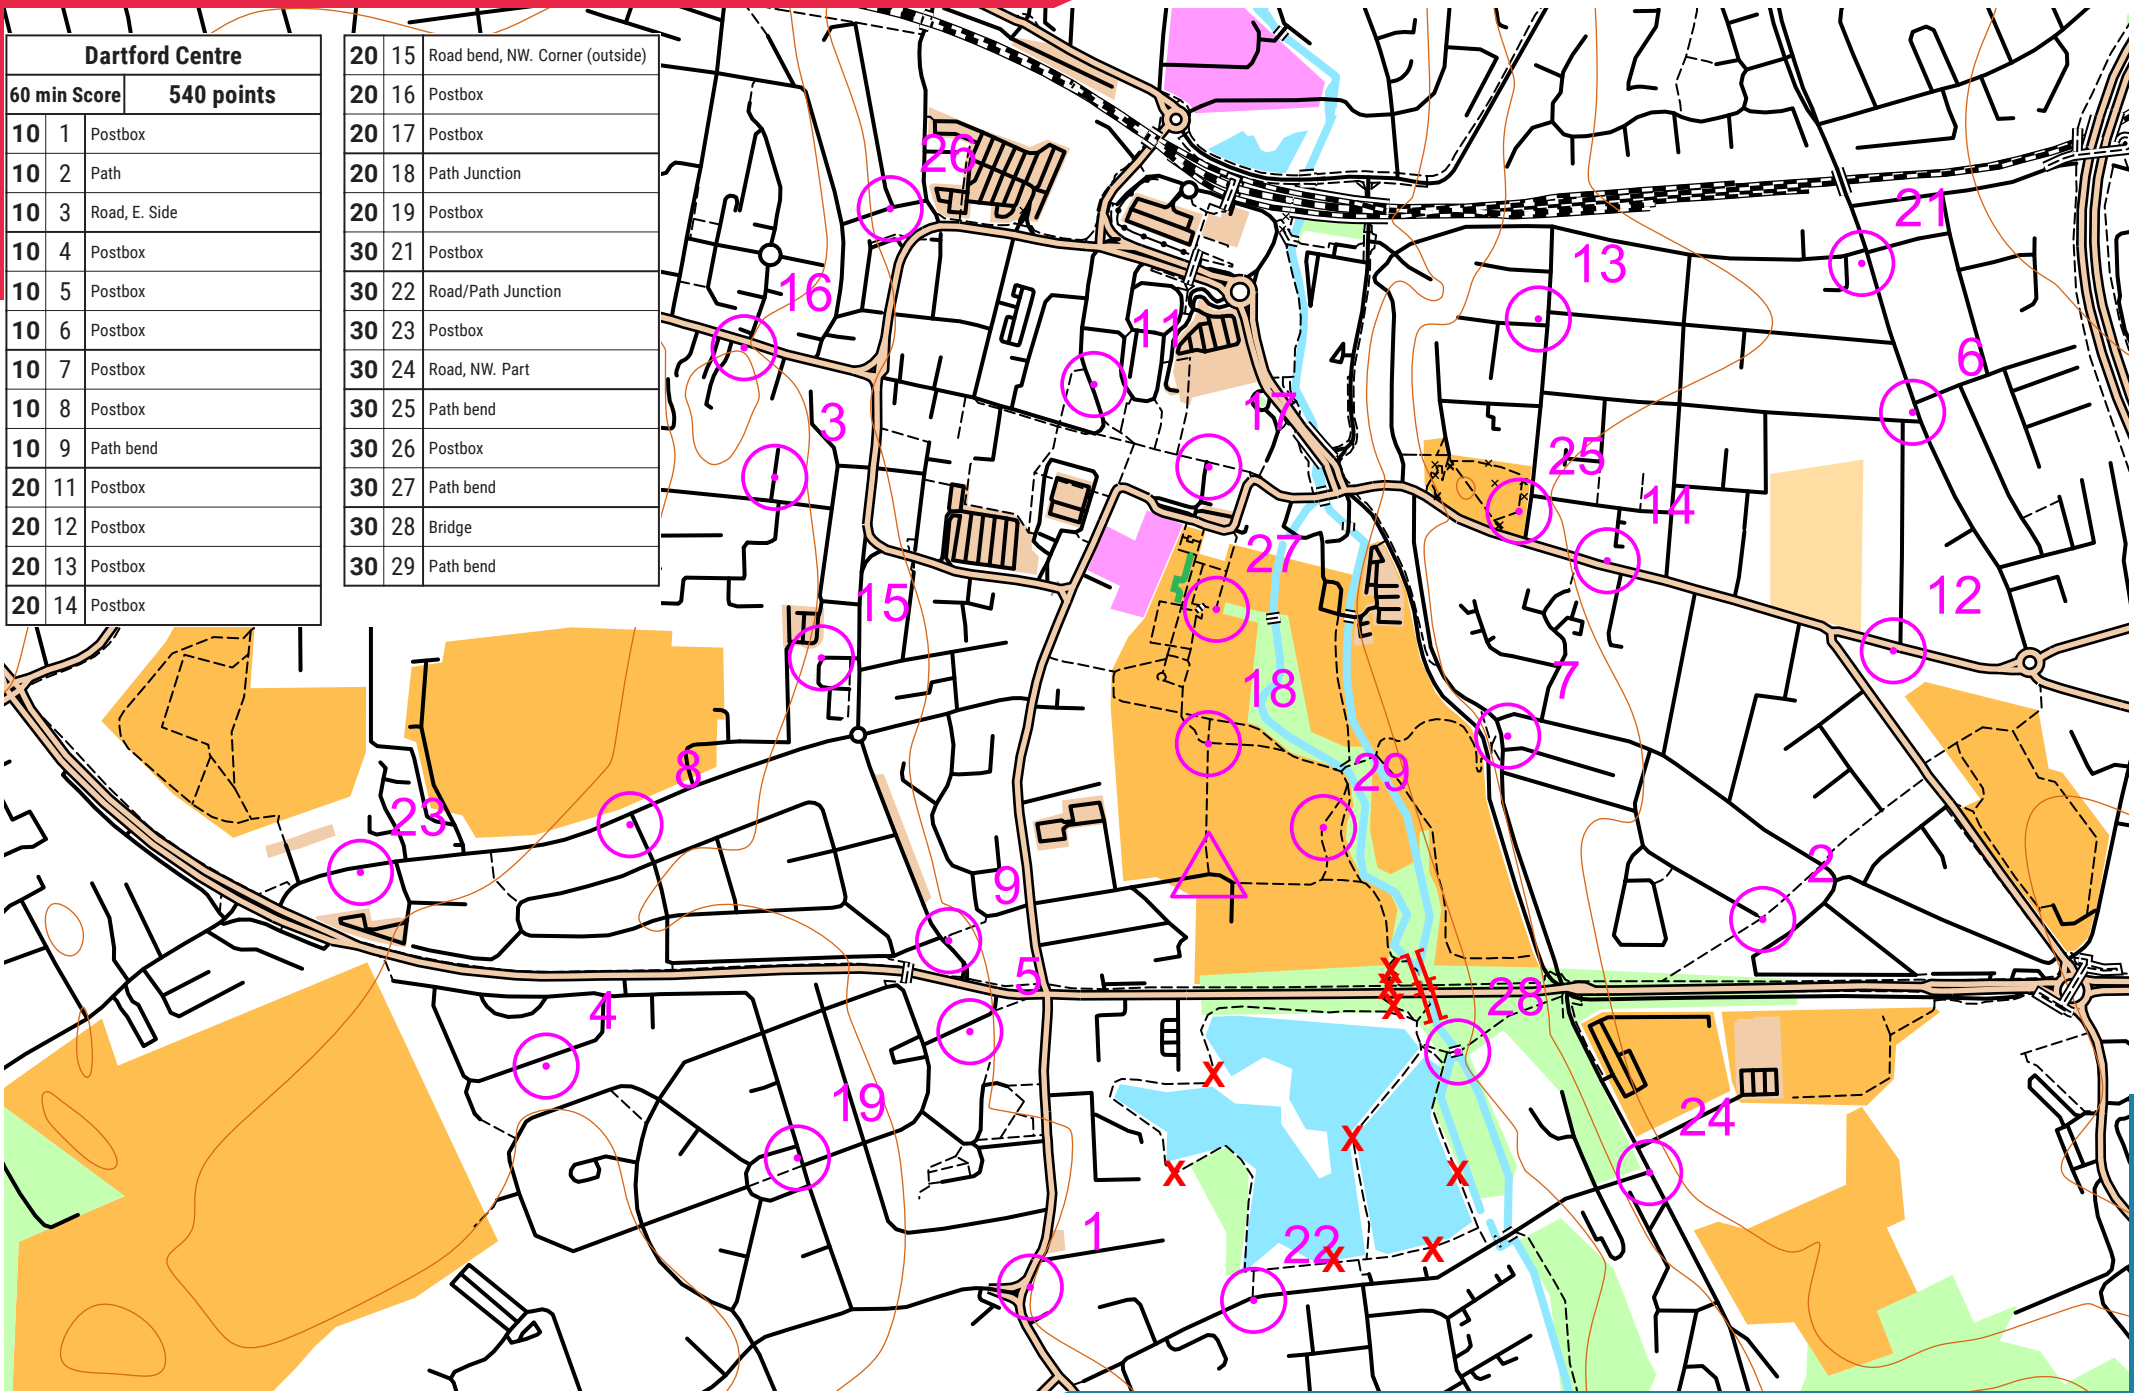 Dartford Centre
60 min Score 540 points
10 1 Postbox
10 2 Path
10 3 Road, E. Side
10 4 Postbox
10 5 Postbox
10 6 Postbox
10 7 Postbox
10 8 Postbox
10 9 Path bend
20 11 Postbox
20 12 Postbox
20 13 Postbox
20 14 Postbox
20 15 Road bend, NW. Corner (outside)
20 16 Postbox
20 17 Postbox
20 18 Path Junction
20 19 Postbox
30 21 Postbox
30 22 Road/Path Junction
30 23 Postbox
30 24 Road, NW. Part
30 25 Path bend
30 26 Postbox
30 27 Path bend
30 28 Bridge
30 29 Path bend
26
21
13
16
11
6
3
17
25
14
27
15
12
7
18
8
29
23
2
9
5
28
4
19
24
1
22
X
X
X
X
X
X
X
X
X